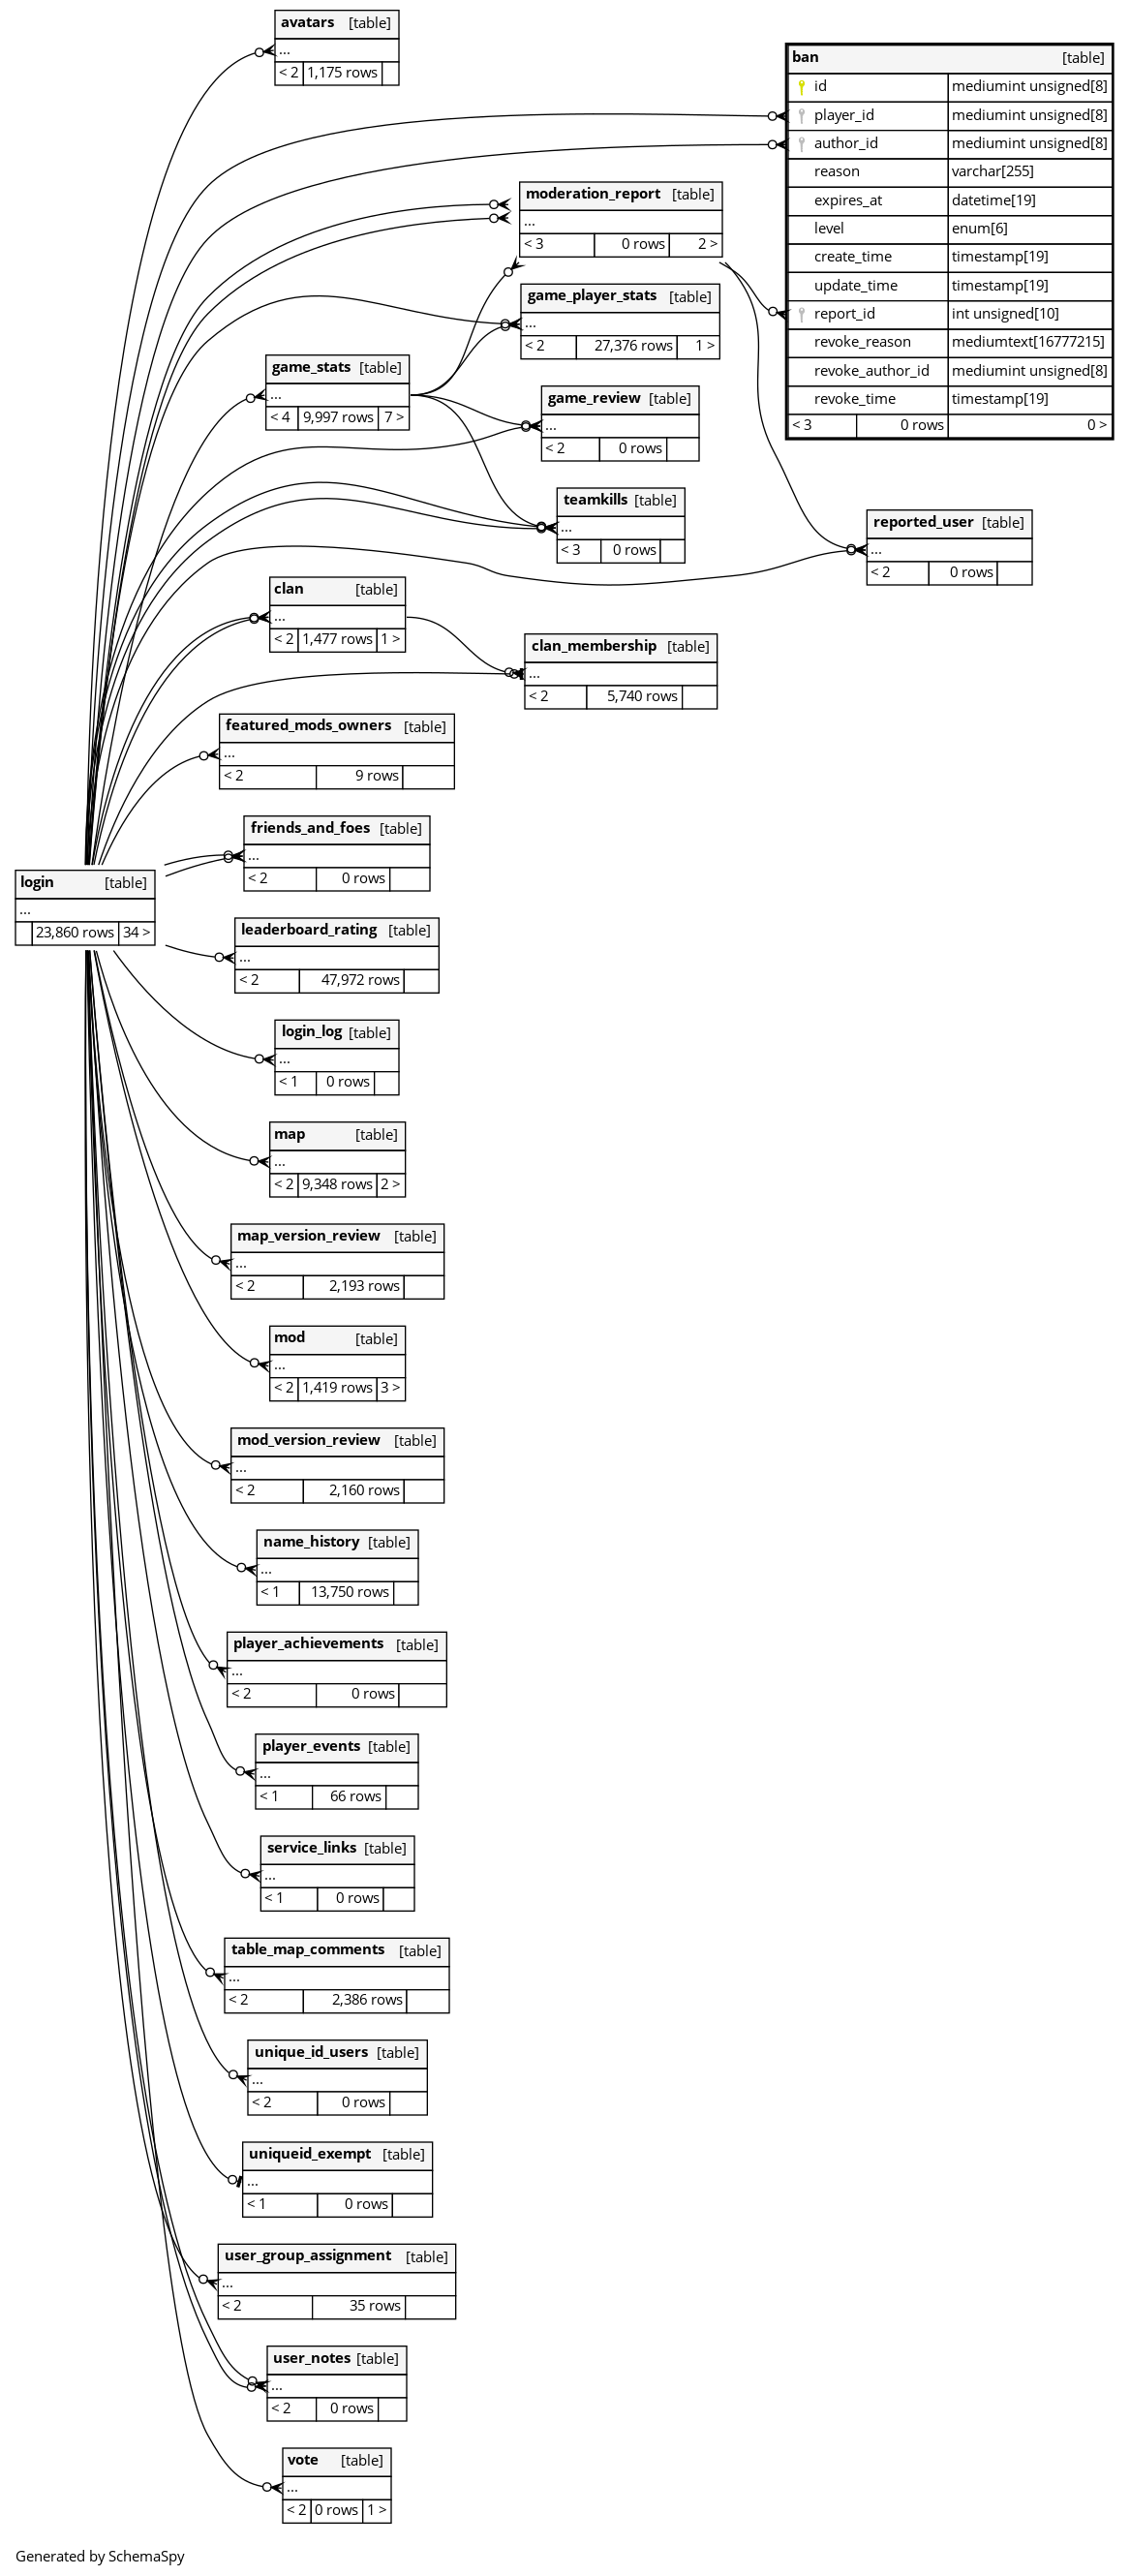 avatars [table]
...
< 2 1,175 rows
ban [table]
id mediumint unsigned[8]
player_id mediumint unsigned[8]
author_id mediumint unsigned[8]
reason varchar[255]
expires_at datetime[19]
level enum[6]
create_time timestamp[19]
update_time timestamp[19]
report_id int unsigned[10]
revoke_reason mediumtext[16777215]
revoke_author_id mediumint unsigned[8]
revoke_time timestamp[19]
< 3 0 rows 0 >
moderation_report [table]
...
< 3 0 rows 2 >
game_player_stats [table]
...
< 2 27,376 rows 1 >
game_stats [table]
...
< 4 9,997 rows 7 >
game_review [table]
...
< 2 0 rows
teamkills [table]
...
< 3 0 rows
reported_user [table]
...
< 2 0 rows
clan [table]
...
< 2 1,477 rows 1 >
clan_membership [table]
...
< 2 5,740 rows
featured_mods_owners [table]
...
< 2 9 rows
friends_and_foes [table]
...
< 2 0 rows
login [table]
...
23,860 rows 34 >
leaderboard_rating [table]
...
< 2 47,972 rows
login_log [table]
...
< 1 0 rows
map [table]
...
< 2 9,348 rows 2 >
map_version_review [table]
...
< 2 2,193 rows
mod [table]
...
< 2 1,419 rows 3 >
mod_version_review [table]
...
< 2 2,160 rows
name_history [table]
...
< 1 13,750 rows
player_achievements [table]
...
< 2 0 rows
player_events [table]
...
< 1 66 rows
service_links [table]
...
< 1 0 rows
table_map_comments [table]
...
< 2 2,386 rows
unique_id_users [table]
...
< 2 0 rows
uniqueid_exempt [table]
...
< 1 0 rows
user_group_assignment [table]
...
< 2 35 rows
user_notes [table]
...
< 2 0 rows
vote [table]
...
< 2 0 rows 1 >
Generated by SchemaSpy